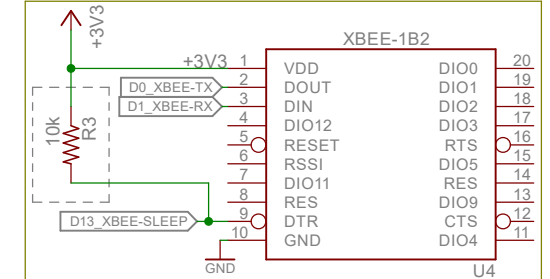 +3V3
XBEE-1B2
+3V3 1 VDD DIO0 20
D0_XBEE-TX 2 DOUT DIO1 19
D1_XBEE-RX 3 DIN DIO2 18
4 DIO12 DIO3 17
10k R3 5 RESET RTS 16
6 RSSI DIO5 15
7 DIO11 RES 14
8 RES DIO9 13
D13_XBEE-SLEEP 9 DTR CTS 12
10 GND DIO4 11
GND
U4